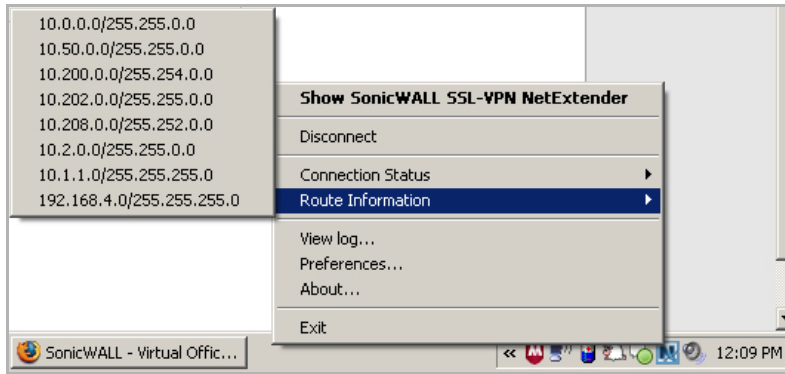 10.0.0.0/255.255.0.0
10.50.0.0/255.255.0.0
10.200.0.0/255.254.0.0
10.202.0.0/255.255.0.0
10.208.0.0/255.252.0.0
10.2.0.0/255.255.0.0
10.1.1.0/255.255.255.0
192.168.4.0/255.255.255.0
Show SonicWALL SSL-VPN NetExtender
Disconnect
Connection Status
Route Information
View log...
Preferences...
About...
Exit
SonicWALL - Virtual Offic...
12:09 PM